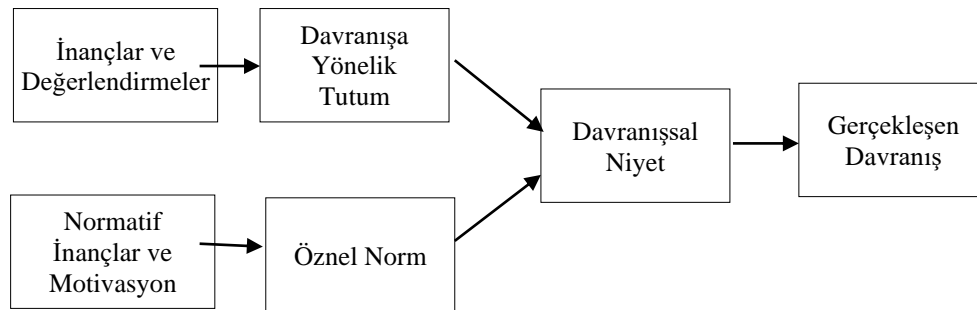 İnançlar ve
Değerlendirmeler
Davranışa
Yönelik
Tutum
Normatif
İnançlar ve
Motivasyon
Öznel Norm
Davranışsal
Niyet
Gerçekleşen
Davranış